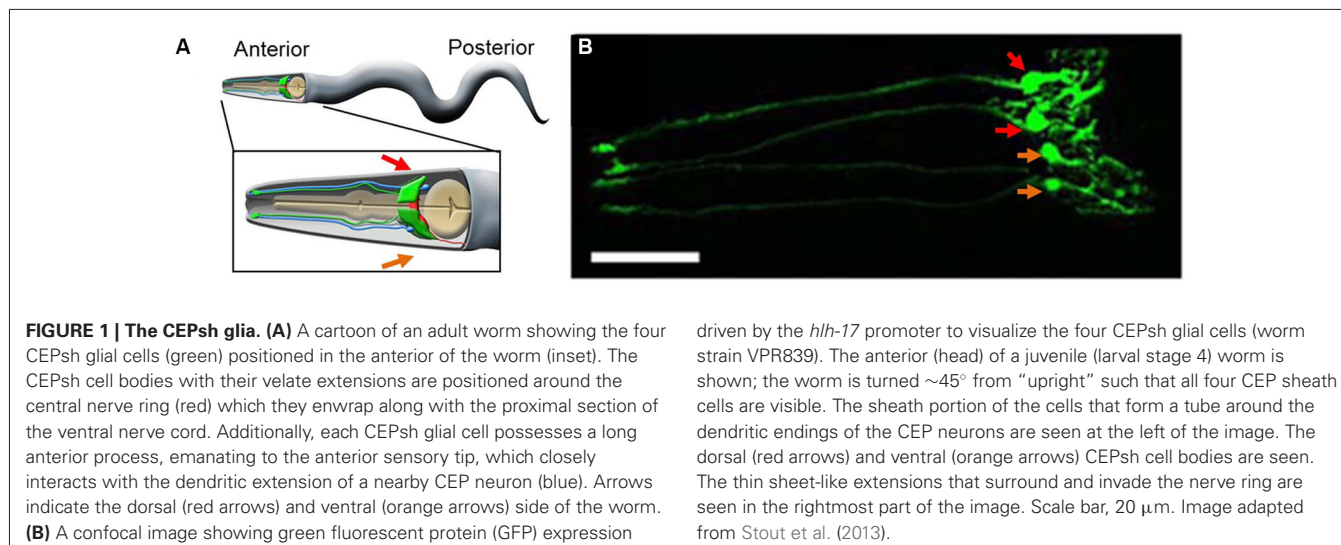 A
Anterior
Posterior
B
FIGURE 1 | The CEPsh glia. (A) A cartoon of an adult worm showing the four
CEPsh glial cells (green) positioned in the anterior of the worm (inset). The
CEPsh cell bodies with their velate extensions are positioned around the
central nerve ring (red) which they enwrap along with the proximal section of
the ventral nerve cord. Additionally, each CEPsh glial cell possesses a long
anterior process, emanating to the anterior sensory tip, which closely
interacts with the dendritic extension of a nearby CEP neuron (blue). Arrows
indicate the dorsal (red arrows) and ventral (orange arrows) side of the worm.
(B) A confocal image showing green fluorescent protein (GFP) expression
driven by the hlh-17 promoter to visualize the four CEPsh glial cells (worm
strain VPR839). The anterior (head) of a juvenile (larval stage 4) worm is
shown; the worm is turned ∼45° from “upright” such that all four CEP sheath
cells are visible. The sheath portion of the cells that form a tube around the
dendritic endings of the CEP neurons are seen at the left of the image. The
dorsal (red arrows) and ventral (orange arrows) CEPsh cell bodies are seen.
The thin sheet-like extensions that surround and invade the nerve ring are
seen in the rightmost part of the image. Scale bar, 20 μm. Image adapted
from Stout et al. (2013).